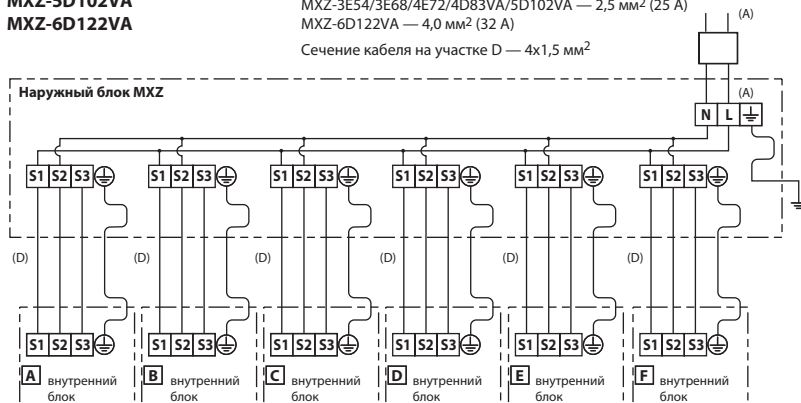 MXZ-5D102VA
MXZ-6D122VA
MXZ-3E54/3E68/4E72/4D83VA/5D102VA — 2,5 мм² (25 А)
MXZ-6D122VA — 4,0 мм² (32 А)
Сечение кабеля на участке D — 4х1,5 мм²
(A)
Наружный блок MXZ
(A)
N L
S1 S2 S3 S1 S2 S3 S1 S2 S3 S1 S2 S3 S1 S2 S3 S1 S2 S3
(D) (D) (D) (D) (D) (D)
S1 S2 S3 S1 S2 S3 S1 S2 S3 S1 S2 S3 S1 S2 S3 S1 S2 S3
A внутренний B внутренний C внутренний D внутренний E внутренний F внутренний
блок блок блок блок блок блок